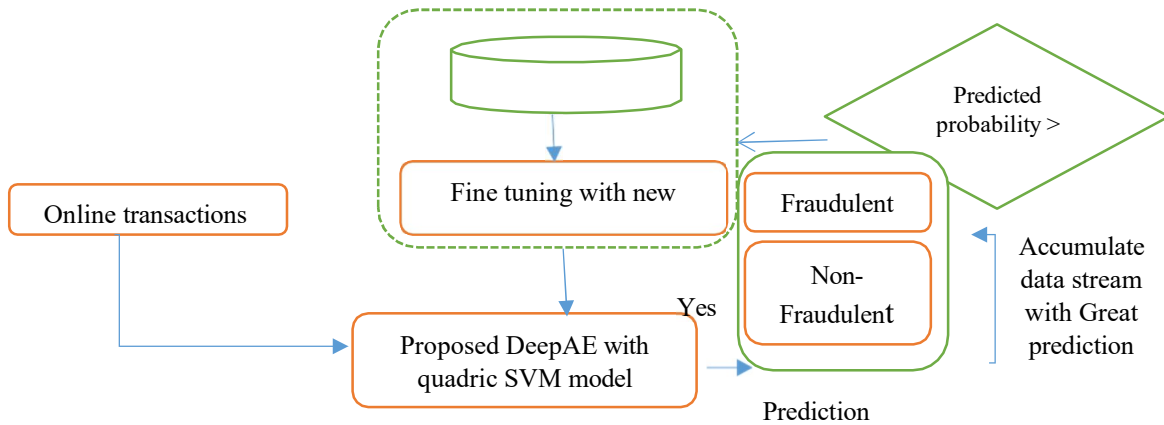 Predicted
probability >
Fine tuning with new
Fraudulent
Online transactions
Non-
Fraudulent
Accumulate
data stream
with Great
prediction
Yes
Proposed DeepAE with
quadric SVM model
Prediction